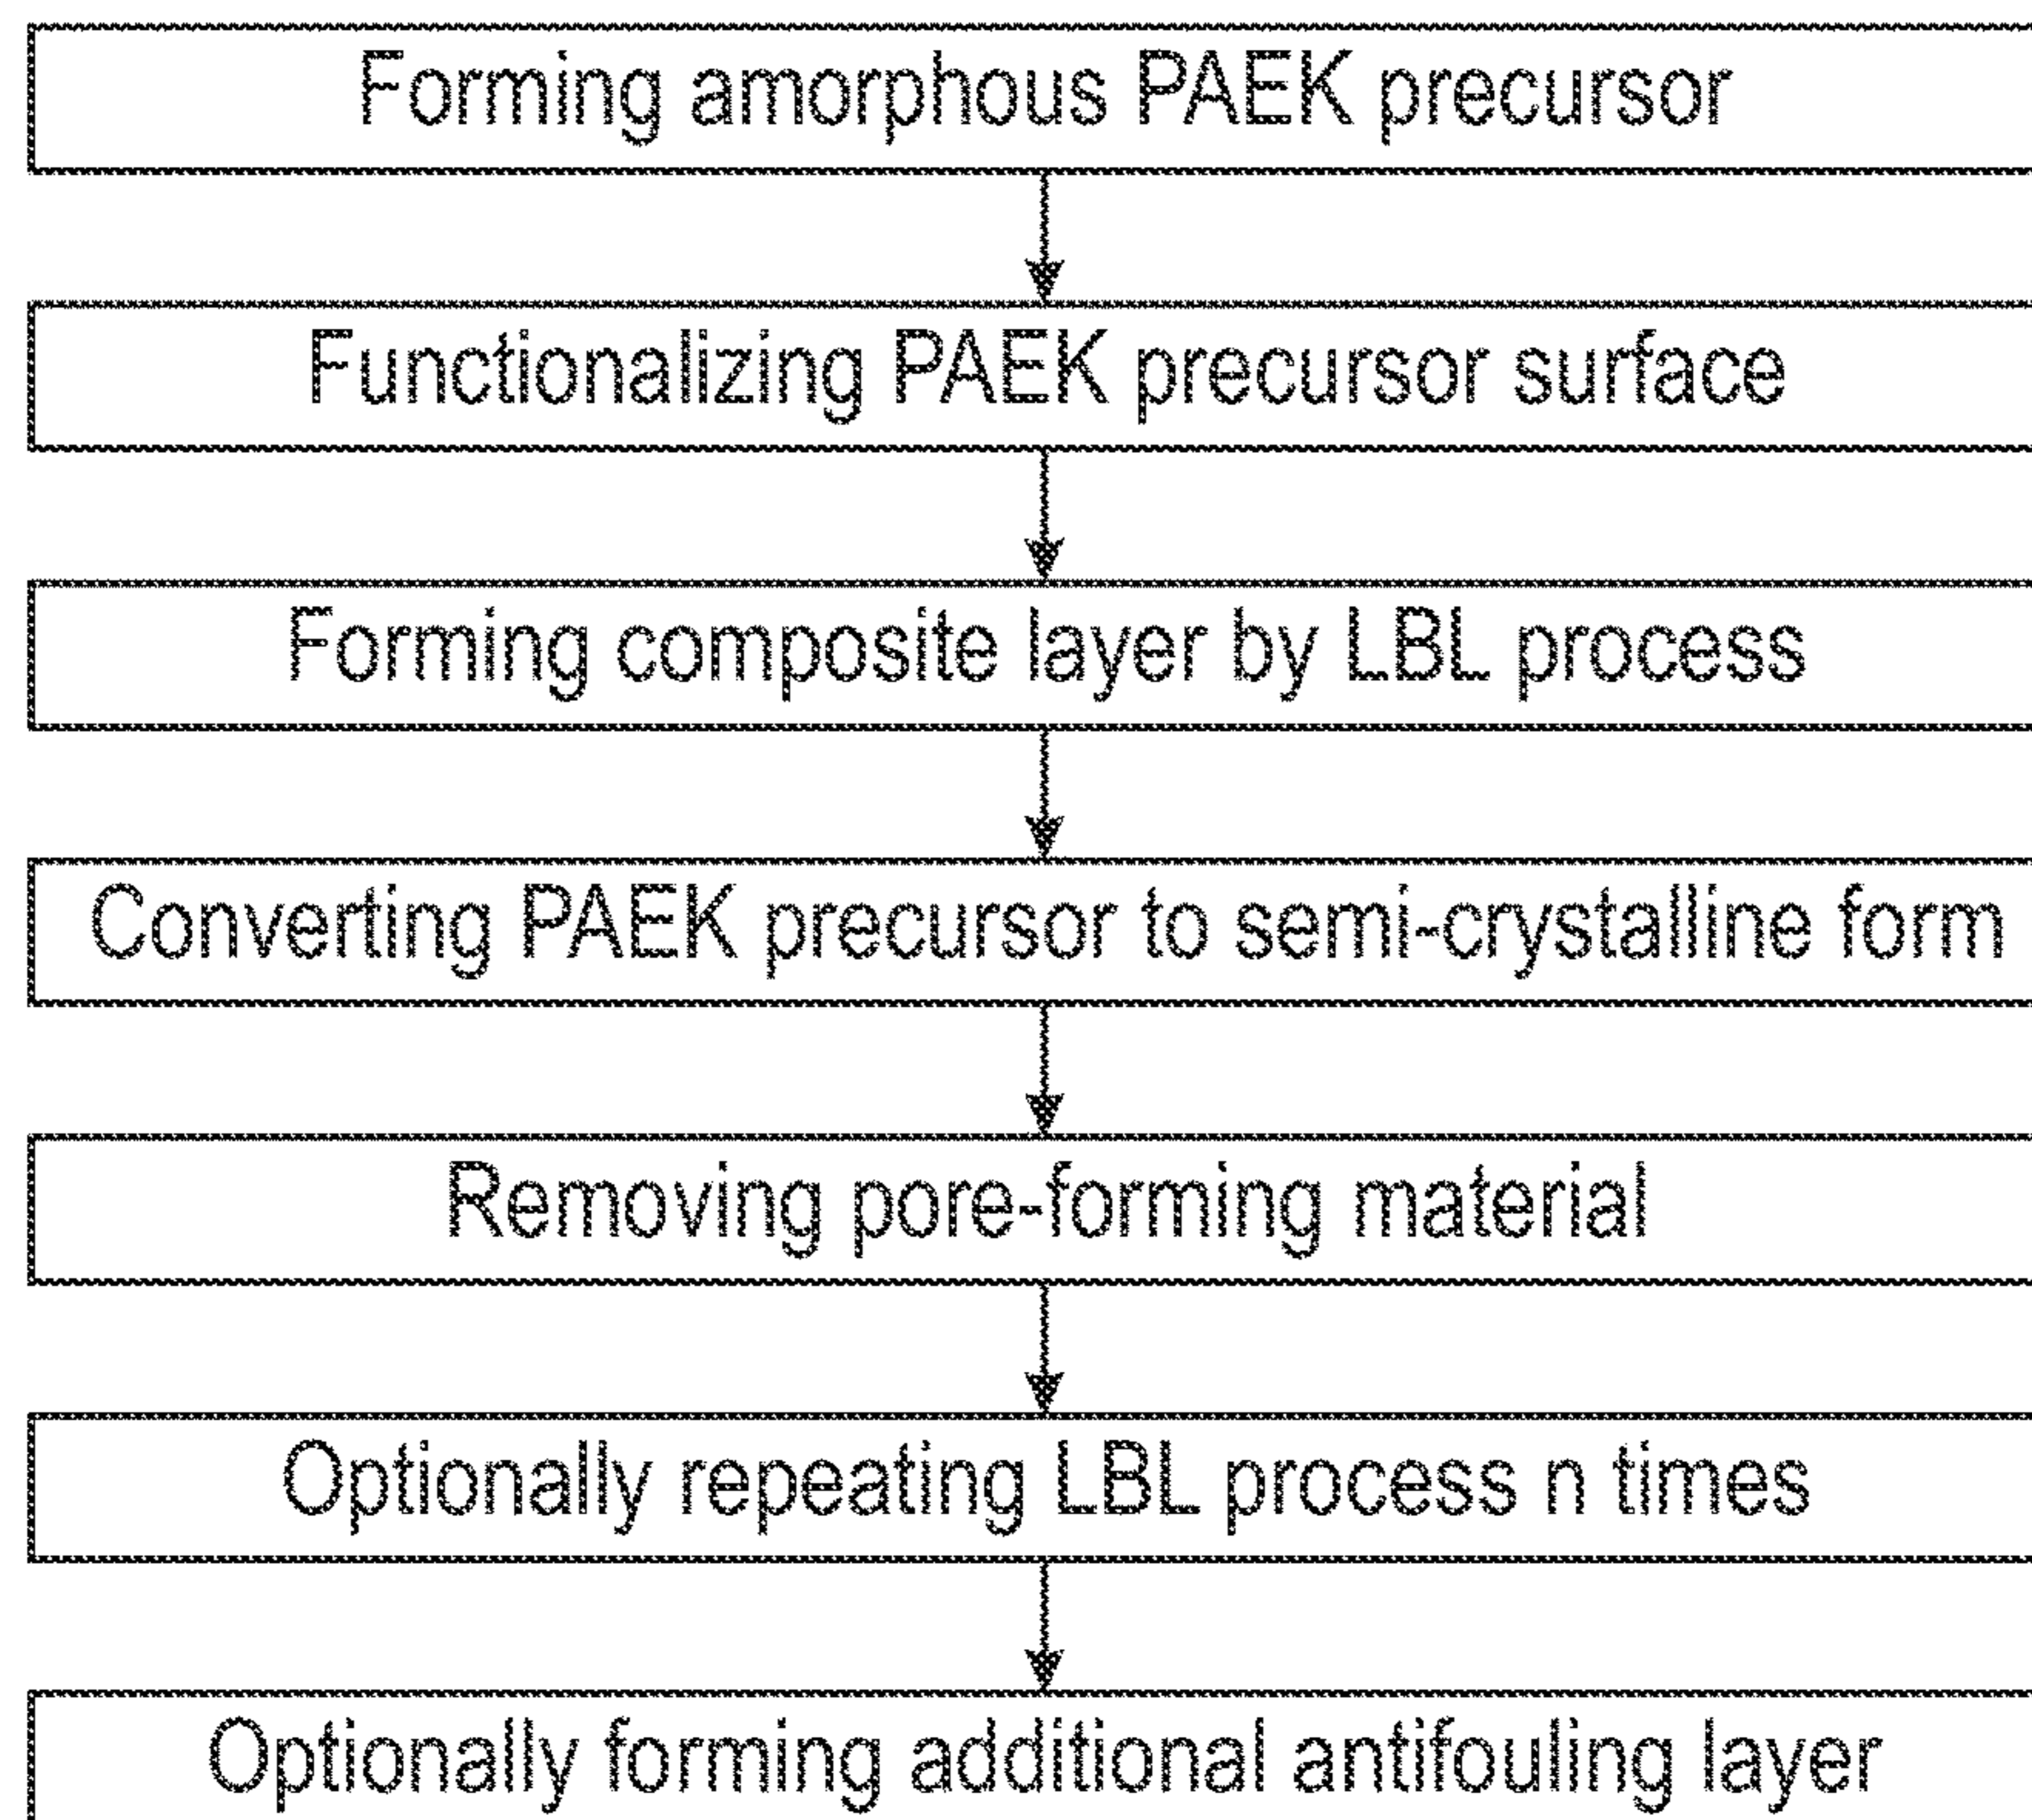 Forming amorphous PAEK precursor
Functionalizing PAEK precursor surface
Forming composite layer by LBL process
Converting PAEK precursor to semi-crystalline form
Removing pore-forming material
Optionally repeating LBL process n times
Optionally forming additional antifouling layer